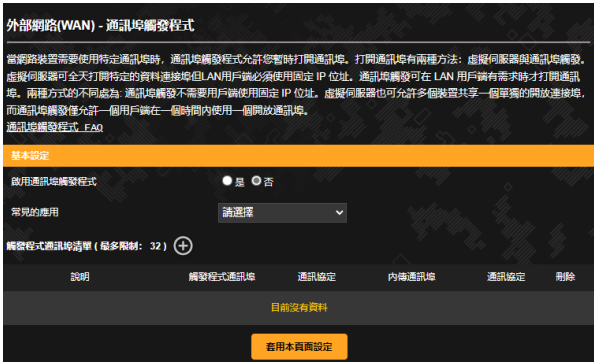 外部網路(WAN) - 通訊埠觸發程式
當網路裝置需要使用特定通訊埠時，通訊埠觸發程式允許您暫時打開通訊埠。打開通訊埠有兩種方法：虛擬伺服器與通訊埠觸發。
虛擬伺服器可全天打開特定的資料連接埠但LAN用戶端必須使用固定 IP 位址。通訊埠觸發可在 LAN 用戶端有需求時才打開通訊
埠。兩種方式的不同處為: 通訊埠觸發不需要用戶端使用固定 IP 位址。虛擬伺服器也可允許多個裝置共享一個單獨的開放連接埠,
而通訊埠觸發僅允許一個用戶端在一個時間內使用一個開放通訊埠。
通訊埠觸發程式 FAQ
基本設定
啟用通訊埠觸發程式 是 否
常見的應用 請選擇
觸發程式通訊埠清單 ( 最多限制: 32 )
說明 觸發程式通訊埠 通訊協定 內傳通訊埠 通訊協定 刪除
目前沒有資料
套用本頁面設定